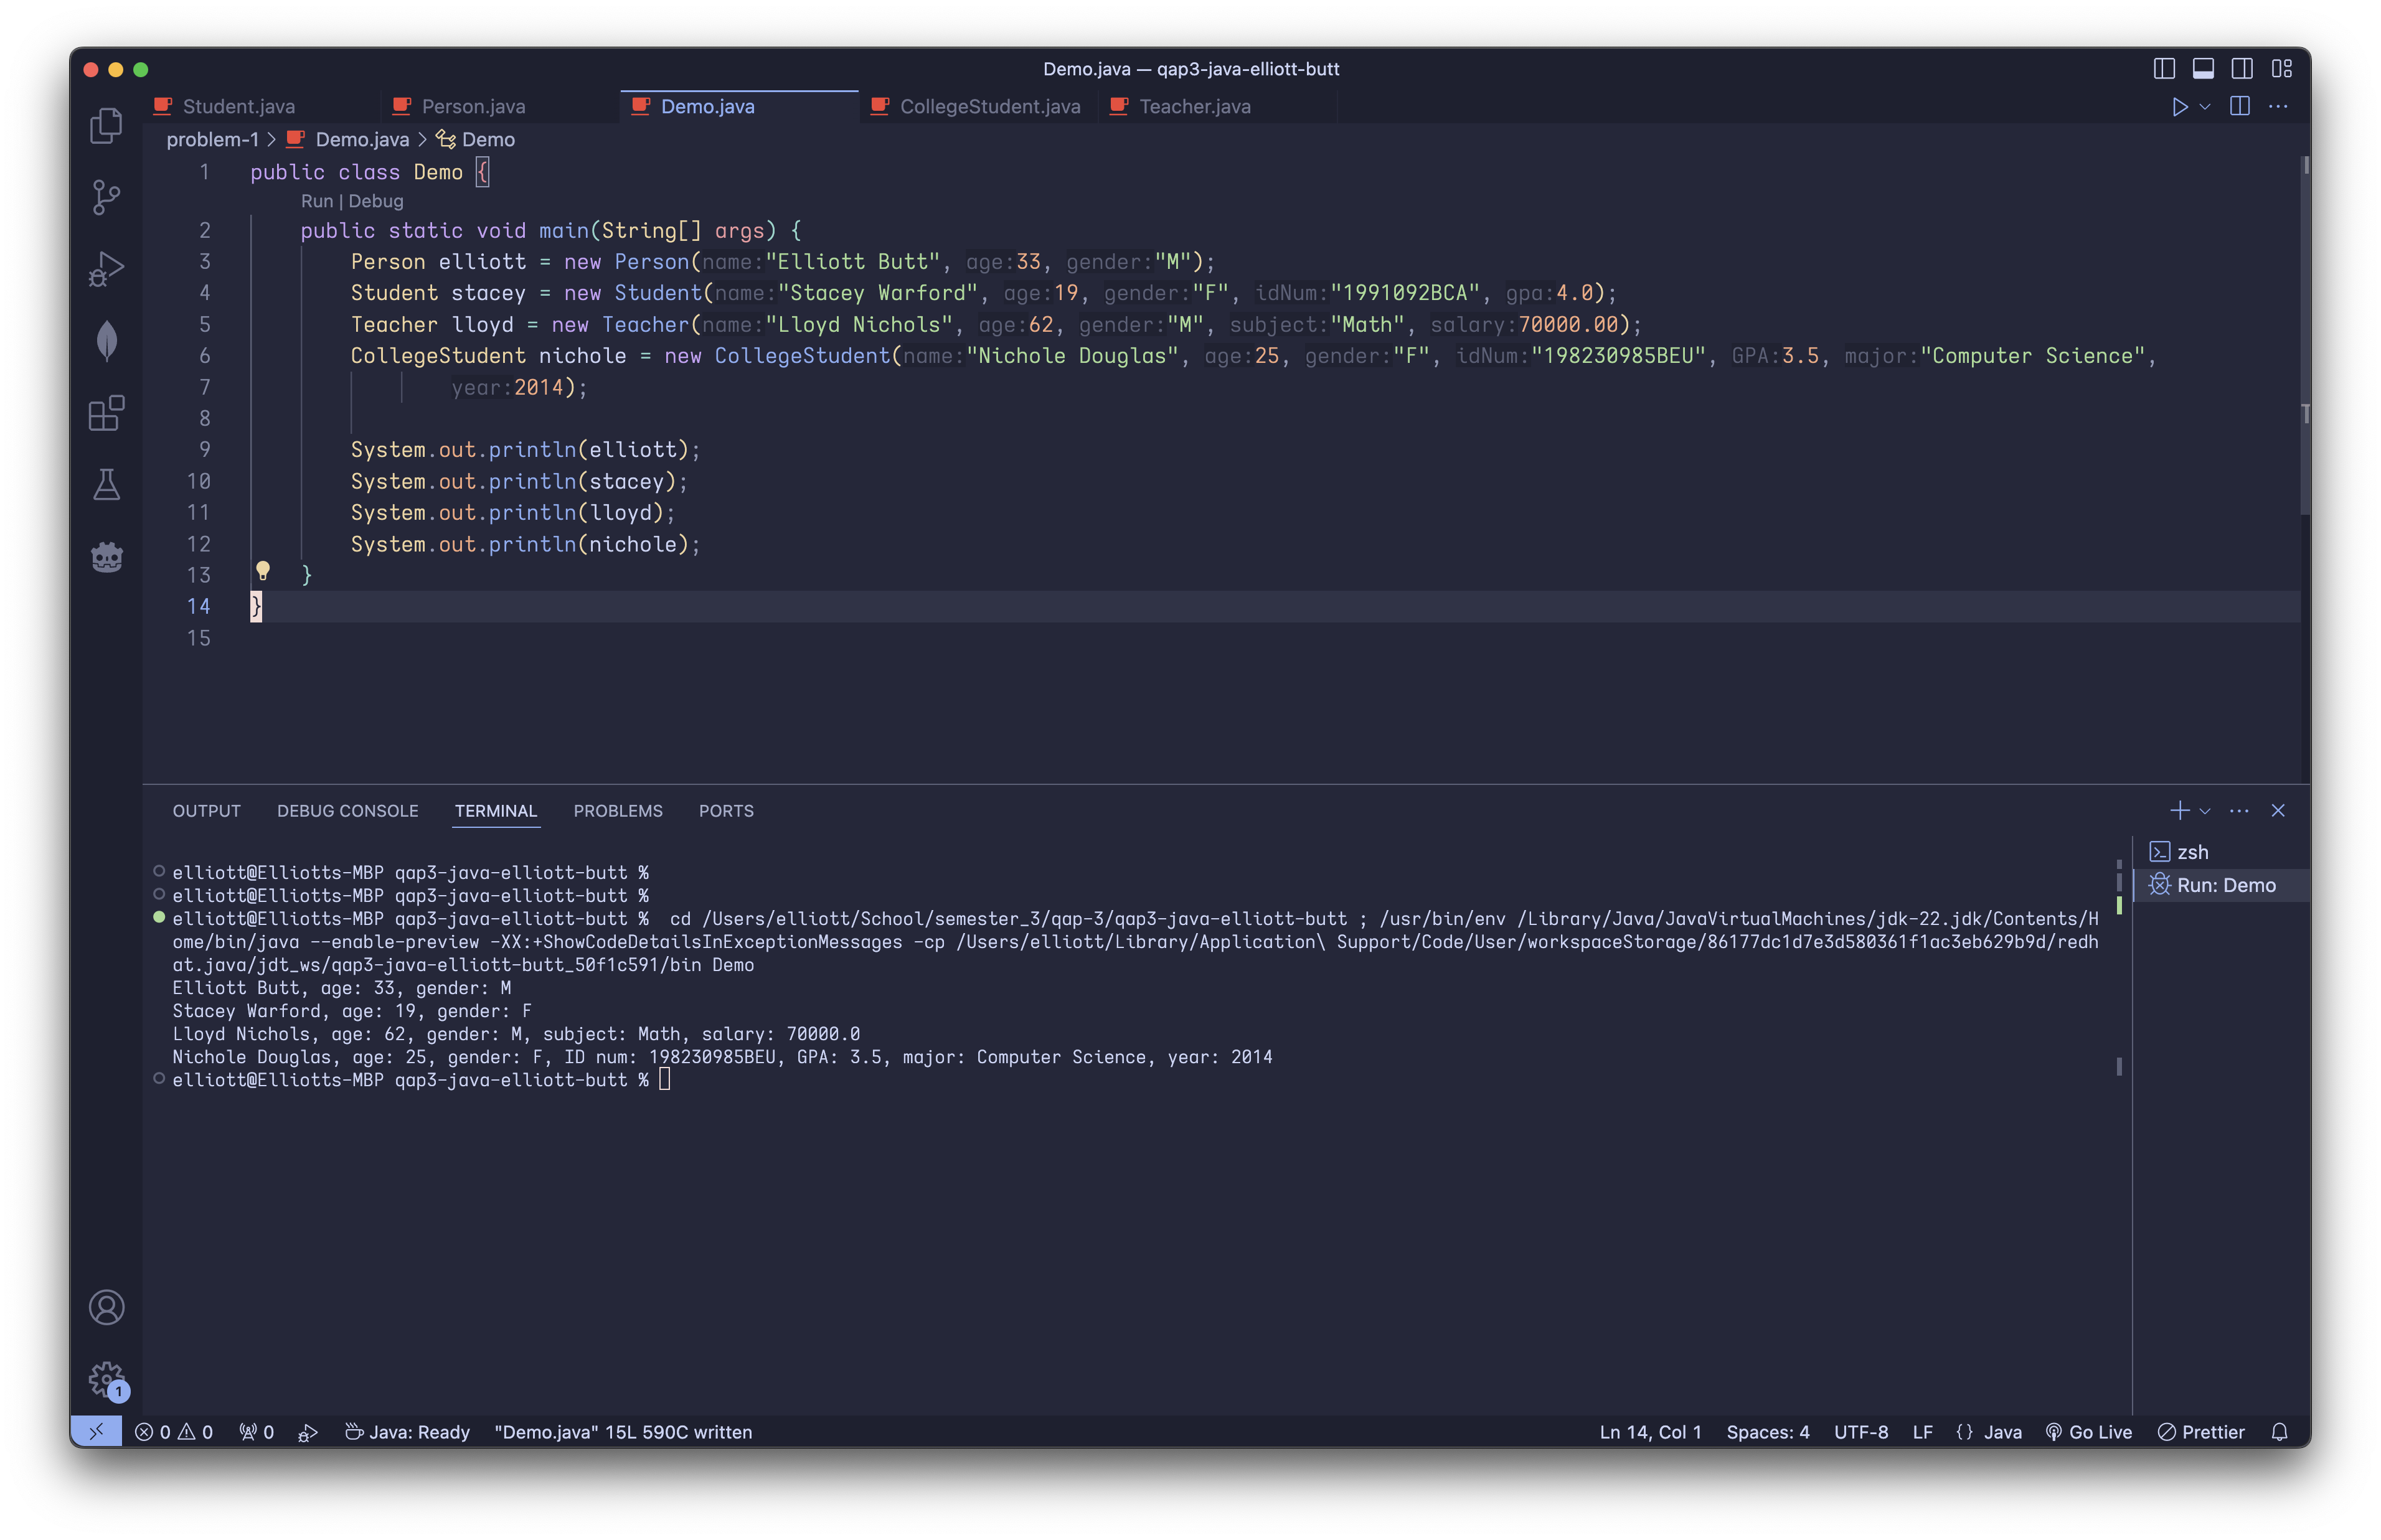 Demo.java — qap3-java-elliott-butt
Student.java Person.java Demo.java CollegeStudent.java Teacher.java
problem-1 > Demo.java > Demo
1 public class Demo {
Run | Debug
2 public static void main(String[] args) {
3 Person elliott = new Person(name:"Elliott Butt", age:33, gender:"M");
4 Student stacey = new Student(name:"Stacey Warford", age:19, gender:"F", idNum:"1991092BCA", gpa:4.0);
5 Teacher lloyd = new Teacher(name:"Lloyd Nichols", age:62, gender:"M", subject:"Math", salary:70000.00);
6 CollegeStudent nichole = new CollegeStudent(name:"Nichole Douglas", age:25, gender:"F", idNum:"198230985BEU", GPA:3.5, major:"Computer Science",
7 year:2014);
8
9 System.out.println(elliott);
10 System.out.println(stacey);
11 System.out.println(lloyd);
12 System.out.println(nichole);
13 }
14 }
15
OUTPUT DEBUG CONSOLE TERMINAL PROBLEMS PORTS
zsh
Run: Demo
elliott@Elliotts-MBP qap3-java-elliott-butt %
elliott@Elliotts-MBP qap3-java-elliott-butt %
elliott@Elliotts-MBP qap3-java-elliott-butt % cd /Users/elliott/School/semester_3/qap-3/qap3-java-elliott-butt ; /usr/bin/env /Library/Java/JavaVirtualMachines/jdk-22.jdk/Contents/H
ome/bin/java --enable-preview -XX:+ShowCodeDetailsInExceptionMessages -cp /Users/elliott/Library/Application\ Support/Code/User/workspaceStorage/86177dc1d7e3d580361f1ac3eb629b9d/redh
at.java/jdt_ws/qap3-java-elliott-butt_50f1c591/bin Demo
Elliott Butt, age: 33, gender: M
Stacey Warford, age: 19, gender: F
Lloyd Nichols, age: 62, gender: M, subject: Math, salary: 70000.0
Nichole Douglas, age: 25, gender: F, ID num: 198230985BEU, GPA: 3.5, major: Computer Science, year: 2014
elliott@Elliotts-MBP qap3-java-elliott-butt %
1
0 0 0 Java: Ready "Demo.java" 15L 590C written Ln 14, Col 1 Spaces: 4 UTF-8 LF {} Java Go Live Prettier